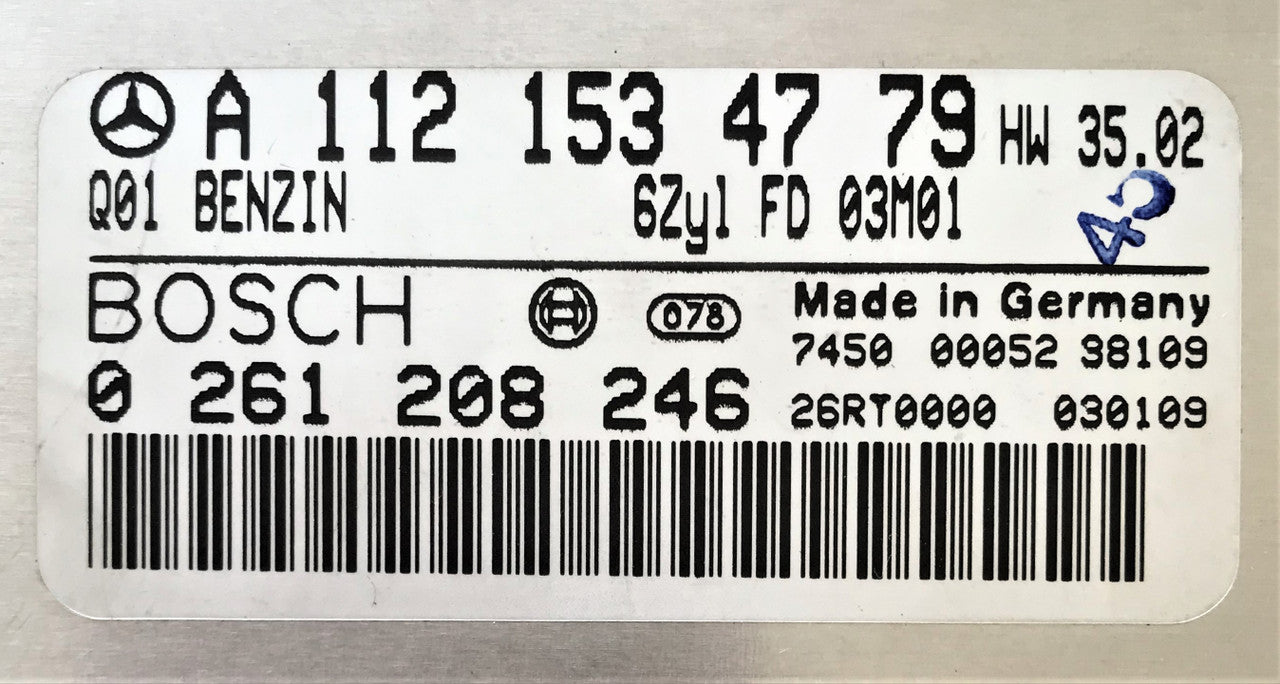 A 112 153 47 79 HW 35.02
Q01 BENZIN 6Zyl FD 03M01
43
BOSCH H 078 Made in Germany
7450 00052 98109
0 261 208 246 26RT0000 030109